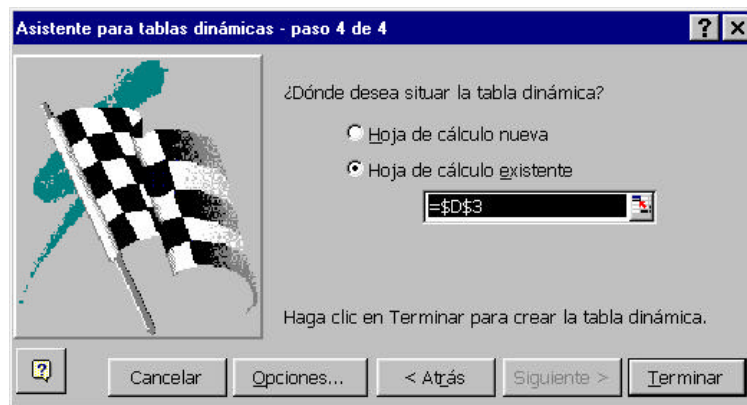 Asistente para tablas dinámicas - paso 4 de 4
¿Dónde desea situar la tabla dinámica?
Hoja de cálculo nueva
Hoja de cálculo existente
=$D$3
Haga clic en Terminar para crear la tabla dinámica.
Cancelar Opciones... < Atrás Siguiente > Terminar